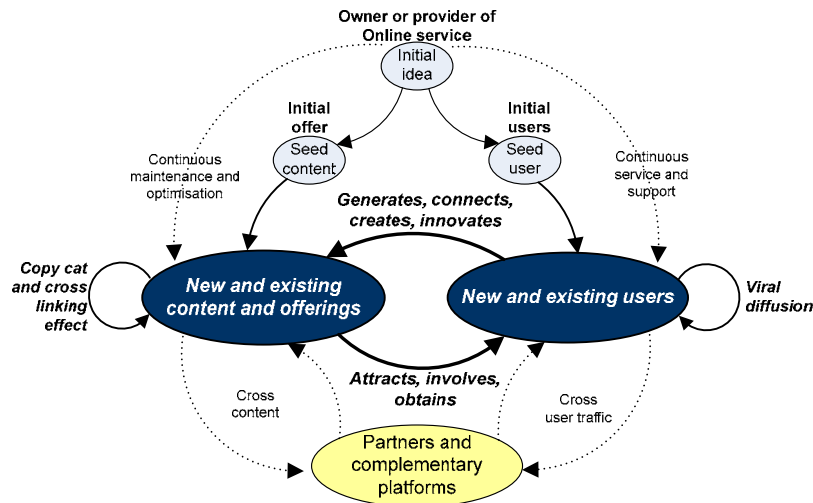 Owner or provider of
Online service
Initial
idea
Initial
offer
Initial
users
Seed
content
Seed
user
Continuous
maintenance and
optimisation
Continuous
service and
support
Generates, connects,
creates, innovates
Copy cat
and cross
linking
effect
New and existing
content and offerings
New and existing users
Viral
diffusion
Attracts, involves,
obtains
Cross
content
Cross
user traffic
Partners and
complementary
platforms